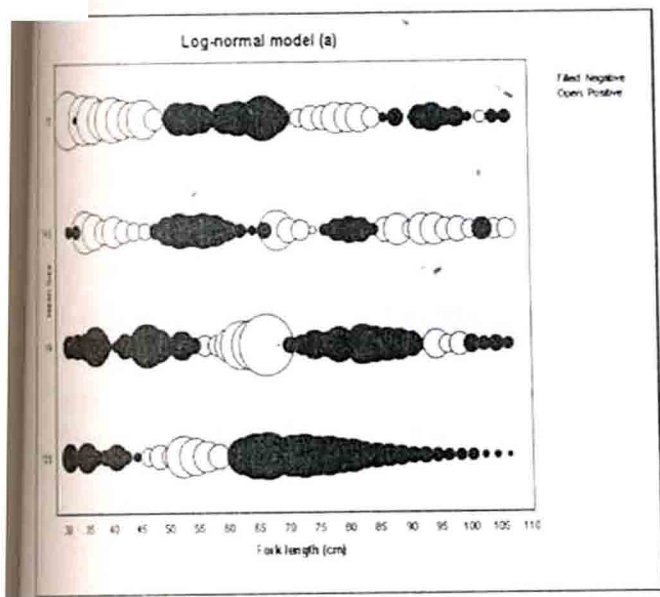 Log-normal model (a)
Filled Negative
Open Positive
30 35 40 45 50 55 60 65 70 75 80 85 90 95 100 105 110
Fork length (cm)